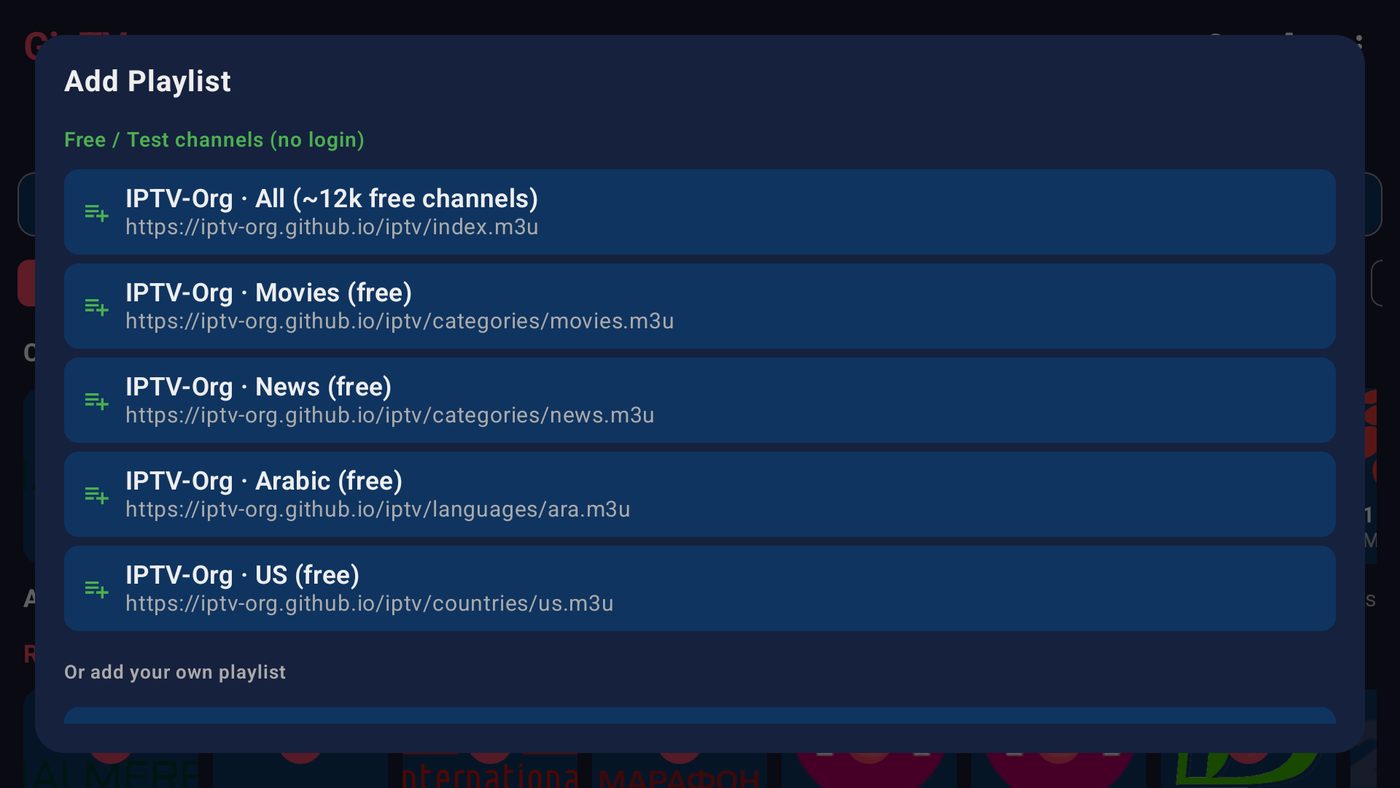 Add Playlist
Free / Test channels (no login)
IPTV-Org · All (~12k free channels)
https://iptv-org.github.io/iptv/index.m3u
IPTV-Org · Movies (free)
https://iptv-org.github.io/iptv/categories/movies.m3u
IPTV-Org · News (free)
https://iptv-org.github.io/iptv/categories/news.m3u
IPTV-Org · Arabic (free)
https://iptv-org.github.io/iptv/languages/ara.m3u
IPTV-Org · US (free)
https://iptv-org.github.io/iptv/countries/us.m3u
Or add your own playlist
МАРАФОН